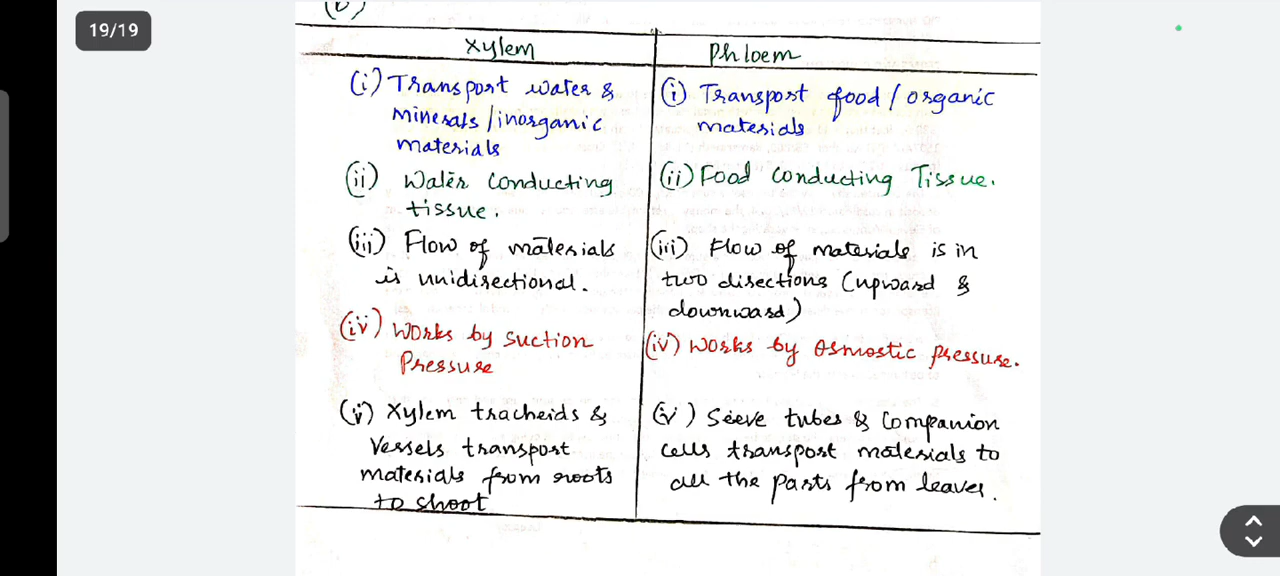 (b)
19/19
Xylem
Phloem
(i) Transport water &
minerals / inorganic
materials
(ii) Water conducting
tissue.
(iii) Flow of materials
is unidirectional.
(iv) Works by suction
Pressure
(v) Xylem tracheids &
Vessels transport
materials from roots
to shoot
(i) Transport food / organic
materials
(ii) Food conducting Tissue.
(iii) Flow of materials is in
two directions (upward &
downward)
(iv) Works by Osmostic pressure.
(v) Seeve tubes & Companion
cells transport materials to
all the parts from leaves.